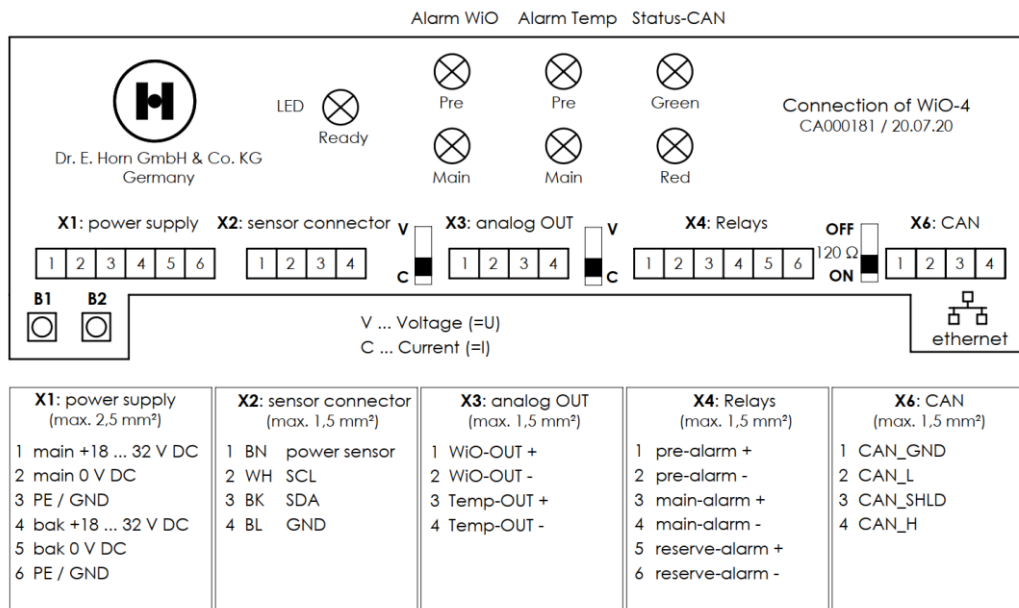 Alarm WiO Alarm Temp Status-CAN
H
LED
Ready
Pre Pre Green
Main Main Red
Dr. E. Horn GmbH & Co. KG
Germany
Connection of WiO-4
CA000181 / 20.07.20
X1: power supply X2: sensor connector X3: analog OUT X4: Relays X6: CAN
V V OFF
1 2 3 4 5 6 1 2 3 4 1 2 3 4 1 2 3 4 5 6 120 Ω 1 2 3 4
C C ON
B1 B2
V ... Voltage (=U)
C ... Current (=I)
ethernet
X1: power supply
(max. 2,5 mm²)
1 main +18 ... 32 V DC
2 main 0 V DC
3 PE / GND
4 bak +18 ... 32 V DC
5 bak 0 V DC
6 PE / GND
X2: sensor connector
(max. 1,5 mm²)
1 BN power sensor
2 WH SCL
3 BK SDA
4 BL GND
X3: analog OUT
(max. 1,5 mm²)
1 WiO-OUT +
2 WiO-OUT -
3 Temp-OUT +
4 Temp-OUT -
X4: Relays
(max. 1,5 mm²)
1 pre-alarm +
2 pre-alarm -
3 main-alarm +
4 main-alarm -
5 reserve-alarm +
6 reserve-alarm -
X6: CAN
(max. 1,5 mm²)
1 CAN_GND
2 CAN_L
3 CAN_SHLD
4 CAN_H